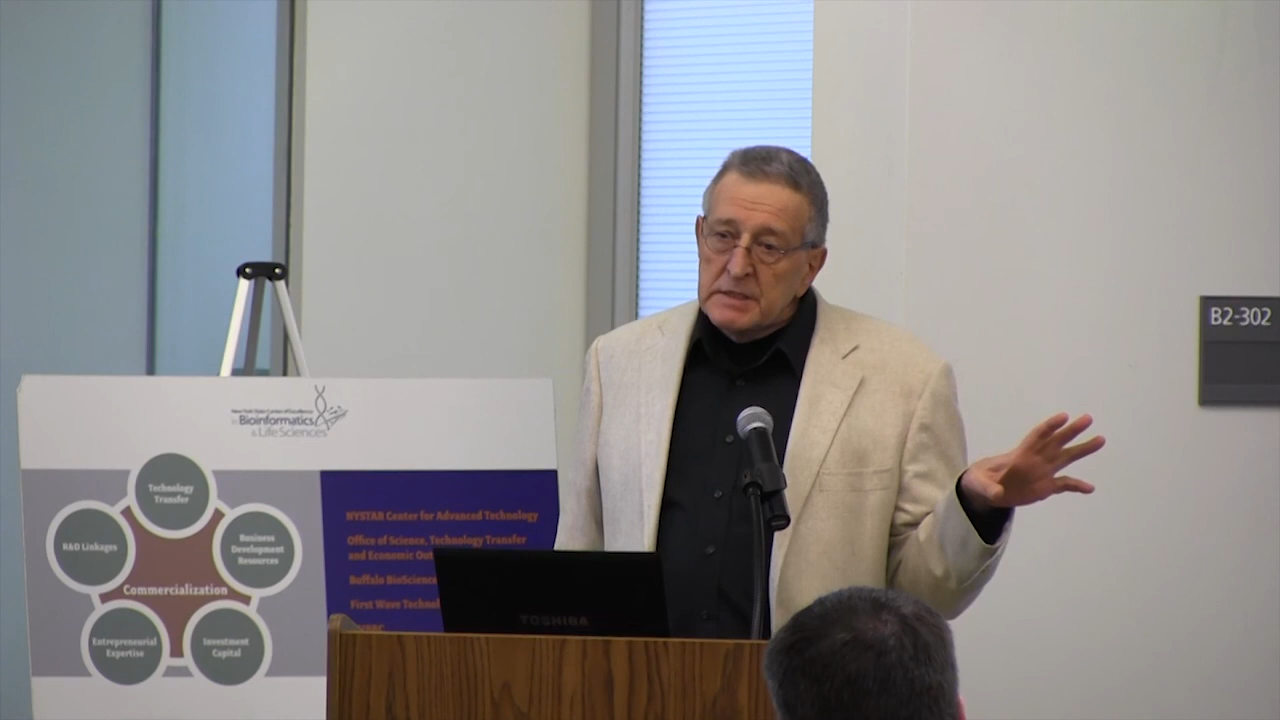 New York State Center of Excellence
in Bioinformatics
& Life Sciences
Technology
Transfer
R&D Linkages
Business
Development
Resources
Commercialization
Entrepreneurial
Expertise
Investment
Capital
NYSTAR Center for Advanced Technology
Office of Science, Technology Transfer
and Economic
Buffalo BioScience
First Wave
TOSHIBA
B2-302